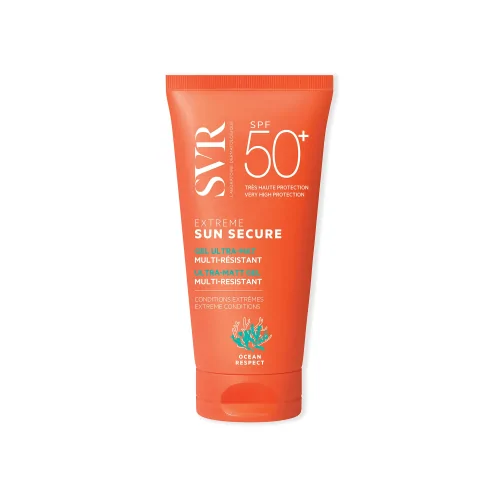 SVR
LABORATOIRE DERMATOLOGIQUE
SPF
50+
TRÈS HAUTE PROTECTION
VERY HIGH PROTECTION
EXTREME
SUN SECURE
GEL ULTRA-MAT
MULTI-RÉSISTANT
ULTRA-MATT GEL
MULTI-RESISTANT
CONDITIONS EXTRÊMES
EXTREME CONDITIONS
OCEAN
RESPECT